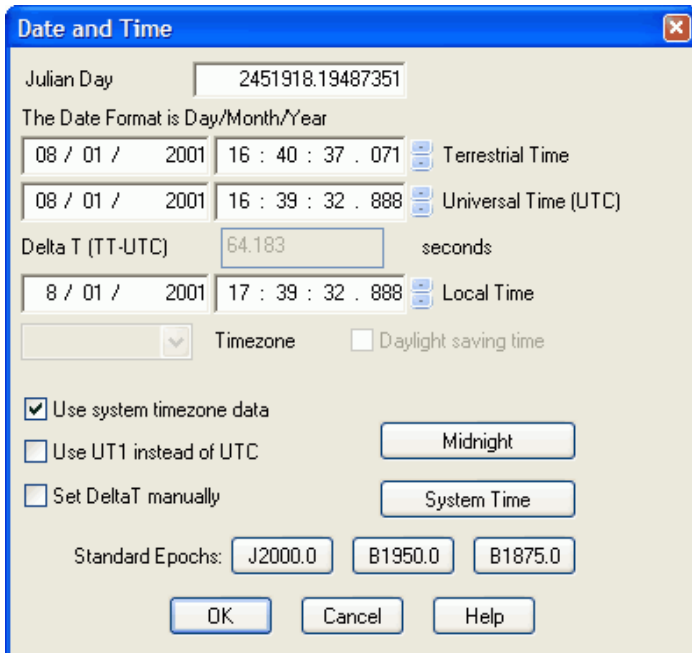 Date and Time
Julian Day 2451918.19487351
The Date Format is Day/Month/Year
08 / 01 / 2001 16 : 40 : 37 . 071 Terrestrial Time
08 / 01 / 2001 16 : 39 : 32 . 888 Universal Time (UTC)
Delta T (TT-UTC) 64.183 seconds
8 / 01 / 2001 17 : 39 : 32 . 888 Local Time
Timezone Daylight saving time
Use system timezone data
Use UT1 instead of UTC Midnight
Set DeltaT manually System Time
Standard Epochs: J2000.0 B1950.0 B1875.0
OK Cancel Help